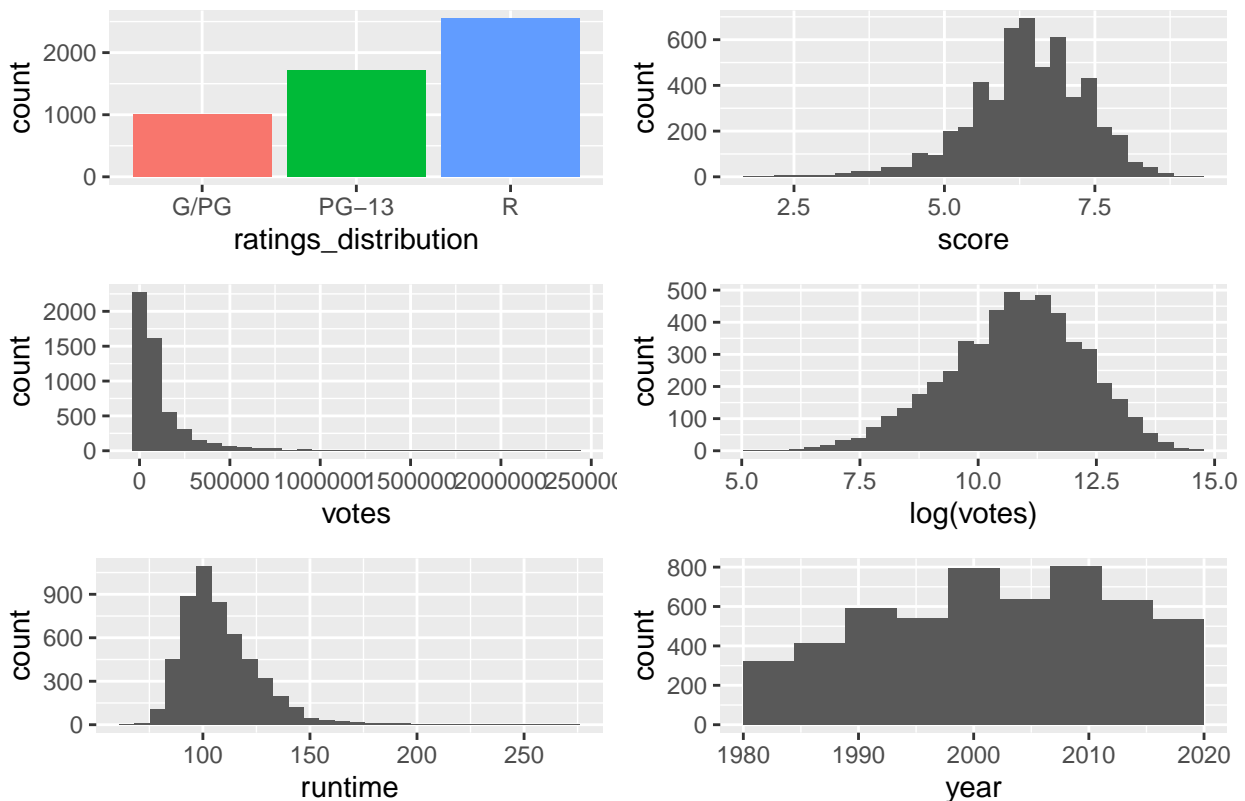 count
2000
1000
0
G/PG PG−13 R
ratings_distribution
count
600
400
200
0
2.5 5.0 7.5
score
count
2000
1500
1000
500
0
0 500000 1000000 1500000 2000000 250000
votes
count
500
400
300
200
100
0
5.0 7.5 10.0 12.5 15.0
log(votes)
count
900
600
300
0
100 150 200 250
runtime
count
800
600
400
200
0
1980 1990 2000 2010 2020
year